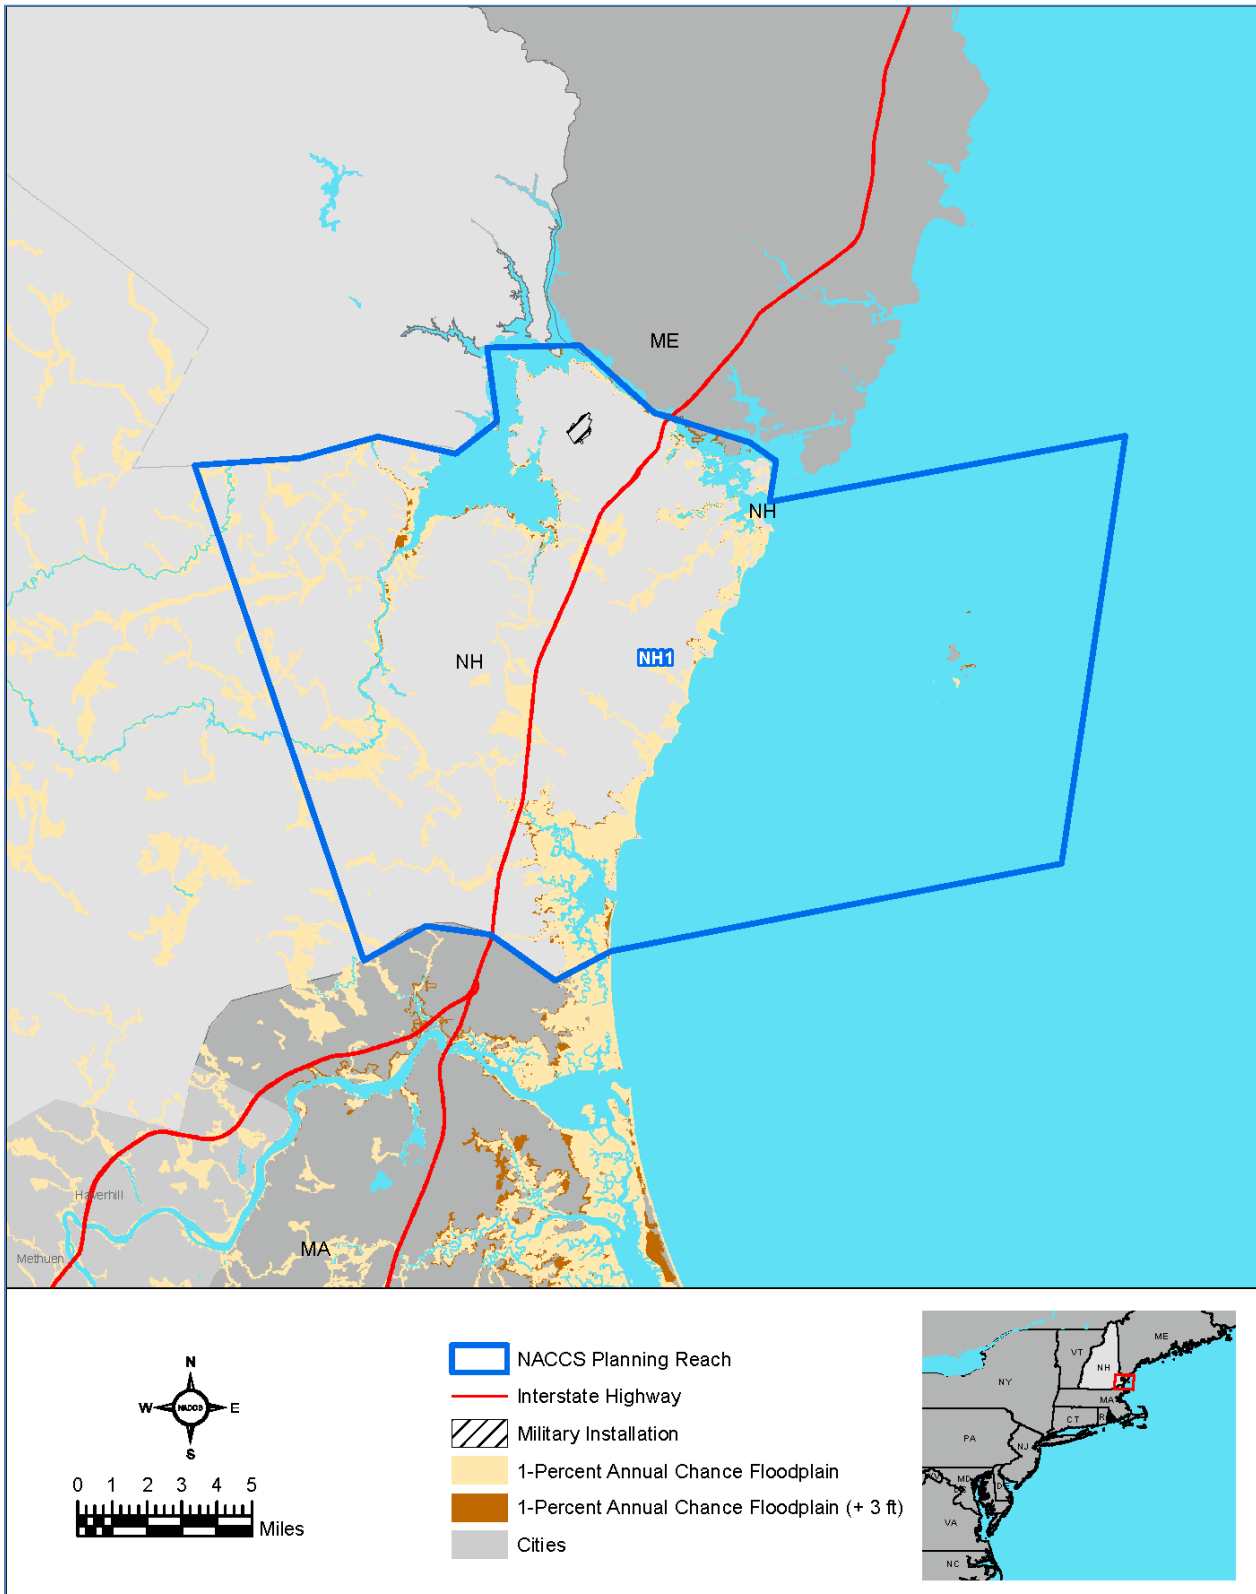 ME
NH
NH1
NH
Haverhill
Methuen
MA
N
W
NACCS
E
S
0 1 2 3 4 5
Miles
NACCS Planning Reach
Interstate Highway
Military Installation
1-Percent Annual Chance Floodplain
1-Percent Annual Chance Floodplain (+ 3 ft)
Cities
ME
VT
NH
NY
MA
CT
PA
NJ
MD
VA
NC